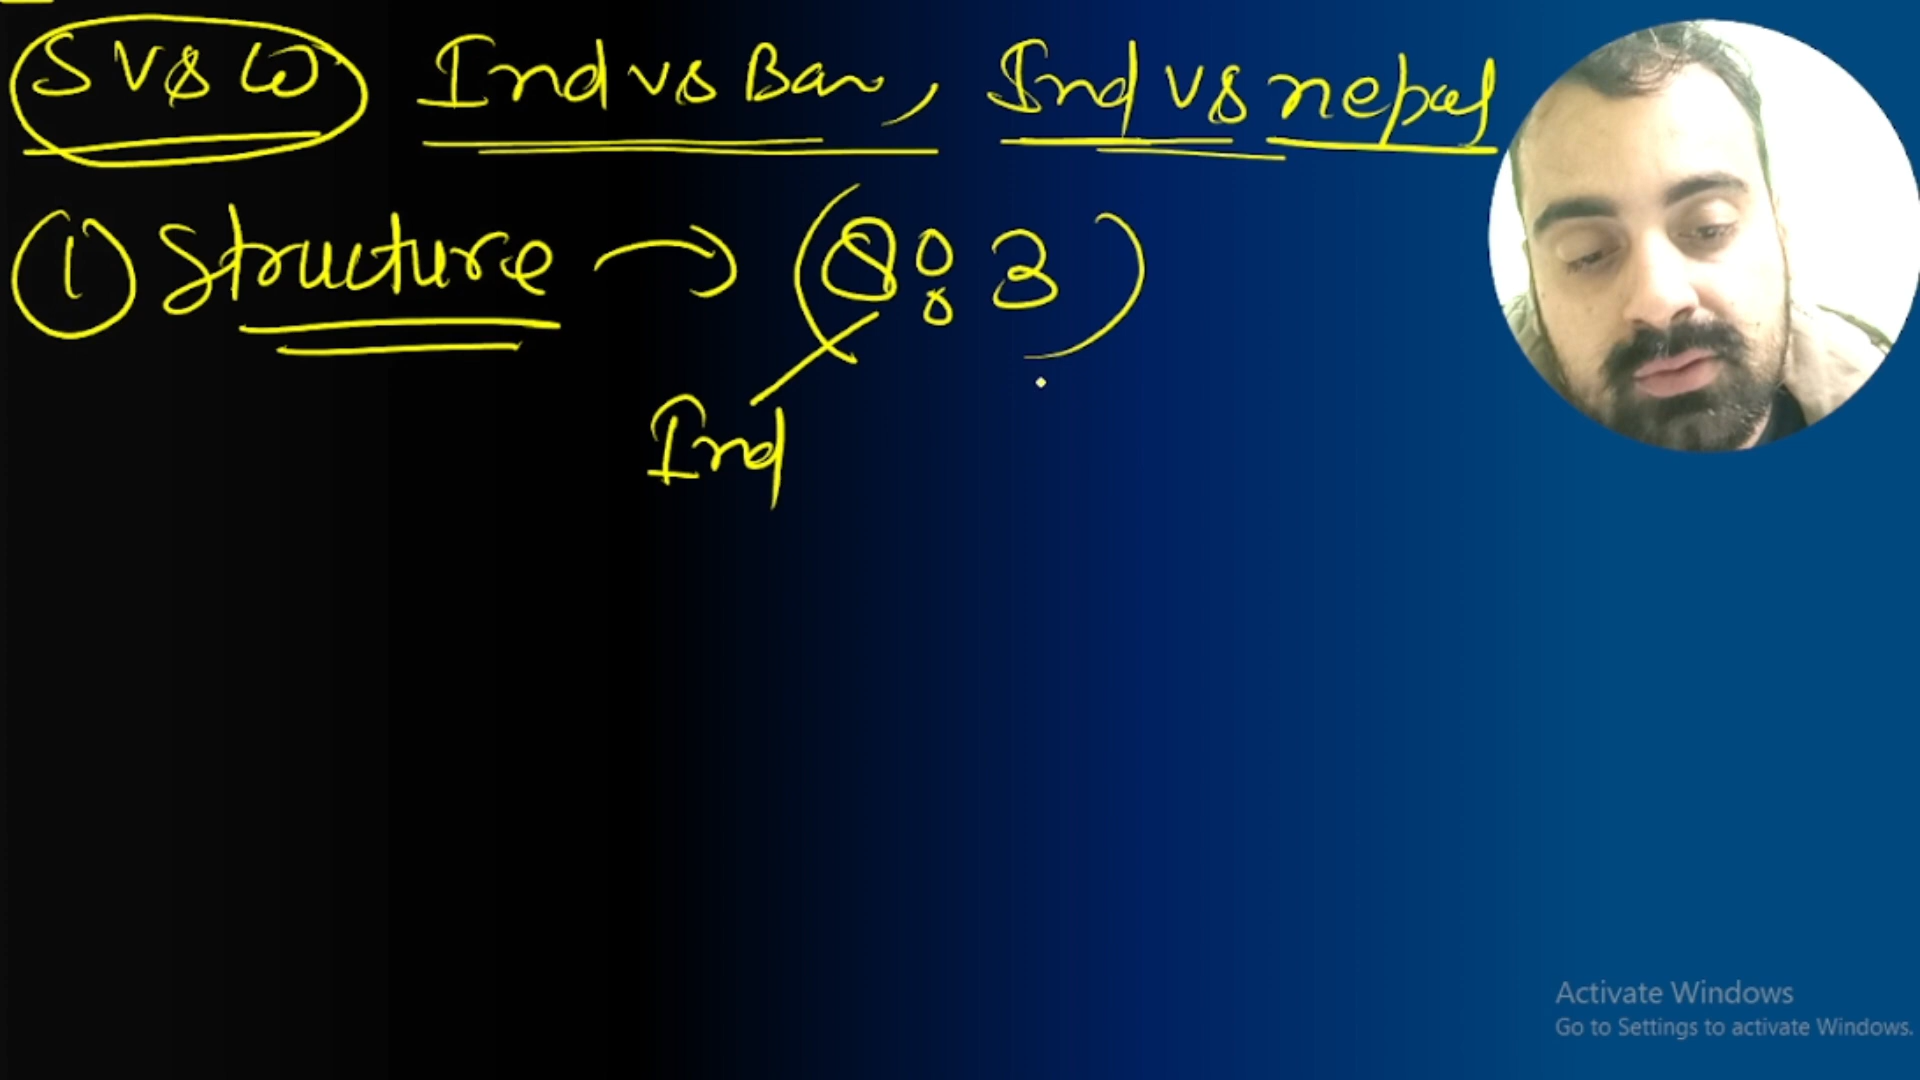 S vs W Ind vs Ban, Ind vs nepal
① Structure → (8:3)
Ind
Activate Windows
Go to Settings to activate Windows.